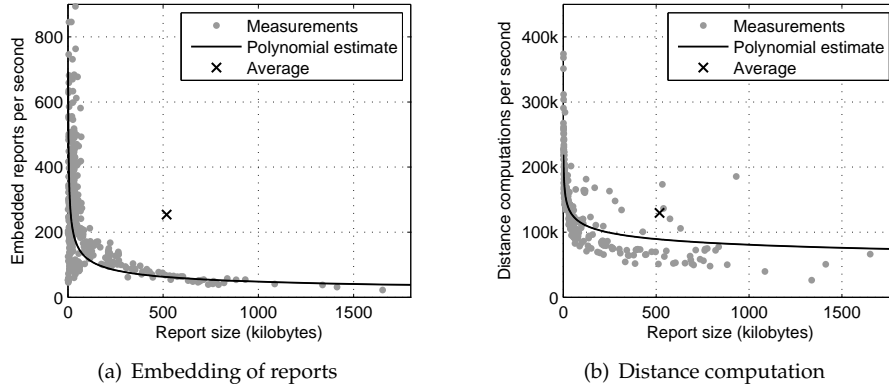 800
600
400
200
0
Embedded reports per second
Measurements
Polynomial estimate
Average
0 500 1000 1500
Report size (kilobytes)
(a) Embedding of reports
400k
300k
200k
100k
0
Distance computations per second
Measurements
Polynomial estimate
Average
0 500 1000 1500
Report size (kilobytes)
(b) Distance computation